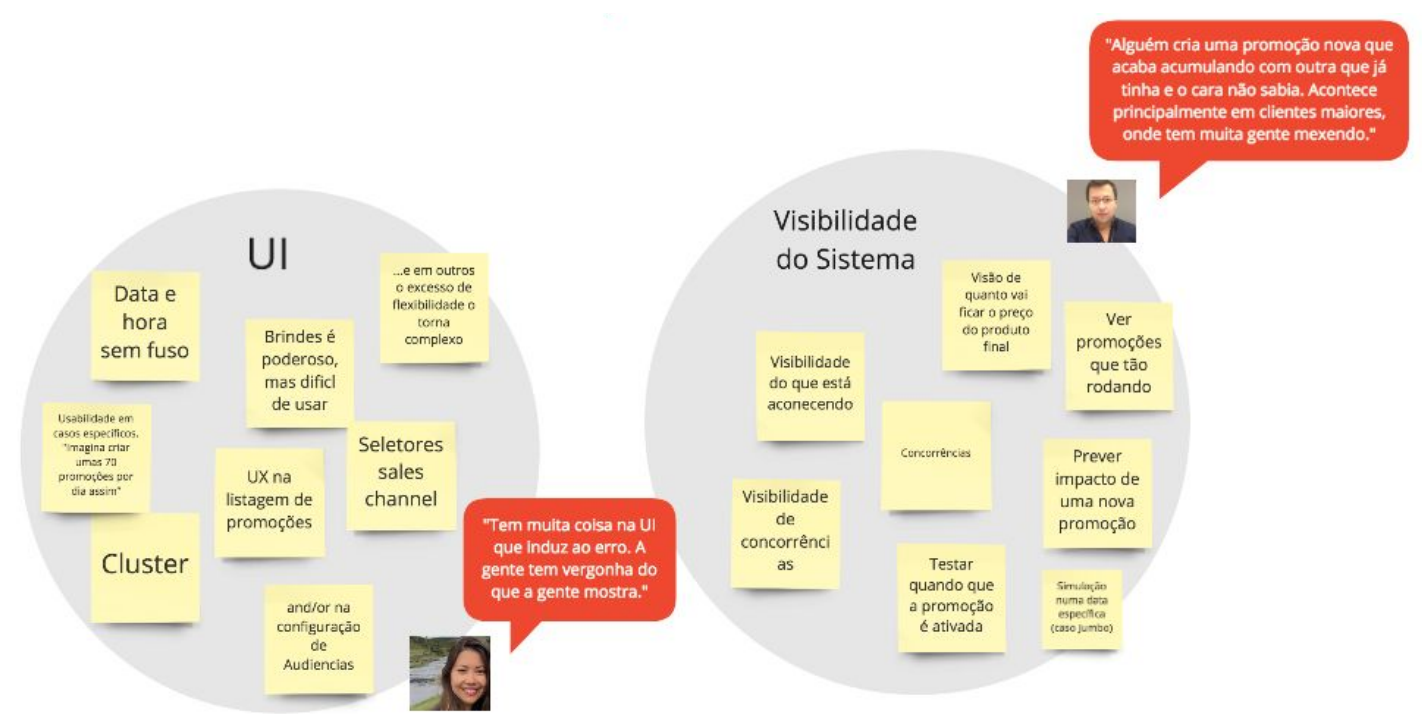 "Alguém cria uma promoção nova que
acaba acumulando com outra que já
tinha e o cara não sabia. Acontece
principalmente em clientes maiores,
onde tem muita gente mexendo."
UI
Data e
hora
sem fuso
...e em outros
o excesso de
flexibilidade o
torna
complexo
Brindes é
poderoso,
mas dificl
de usar
Usabilidade em
casos específicos.
"imagina criar
umas 70
promoções por
dia assim"
UX na
listagem de
promoções
Seletores
sales
channel
Cluster
and/or na
configuração
de
Audiencias
"Tem muita coisa na UI
que induz ao erro. A
gente tem vergonha do
que a gente mostra."
Visibilidade
do Sistema
Visão de
quanto vai
ficar o preço
do produto
final
Ver
promoções
que tão
rodando
Visibilidade
do que está
aconecendo
Concorrências
Prever
impacto de
uma nova
promoção
Visibilidade
de
concorrênci
as
Testar
quando que
a promoção
é ativada
Simulação
numa data
específica
(caso Jumbo)